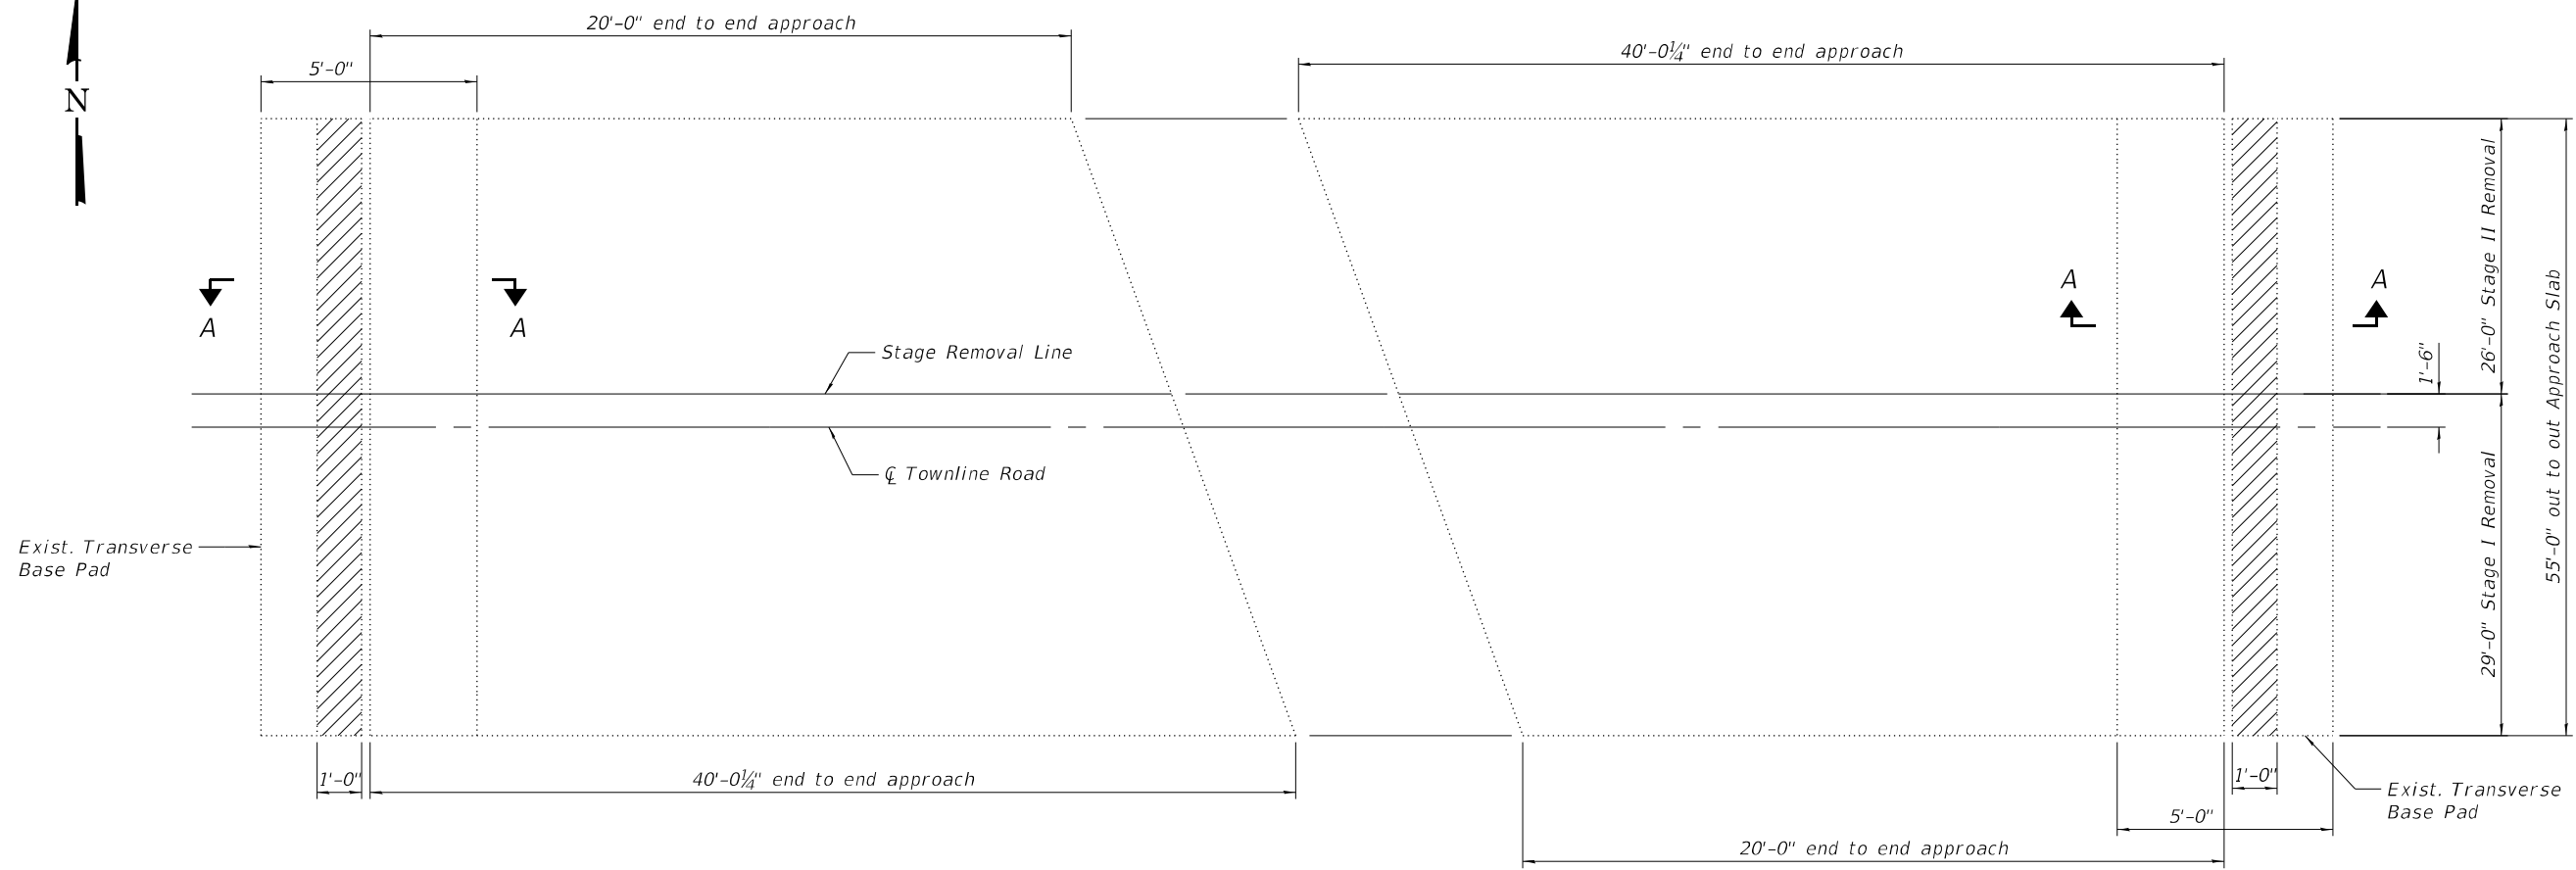 20'-0" end to end approach
40'-0¼" end to end approach
5'-0"
N
A
A
A
A
Stage Removal Line
℄ Townline Road
Exist. Transverse
Base Pad
1'-6"
26'-0" Stage II Removal
29'-0" Stage I Removal
55'-0" out to out Approach Slab
1'-0"
40'-0¼" end to end approach
1'-0"
Exist. Transverse
Base Pad
5'-0"
20'-0" end to end approach